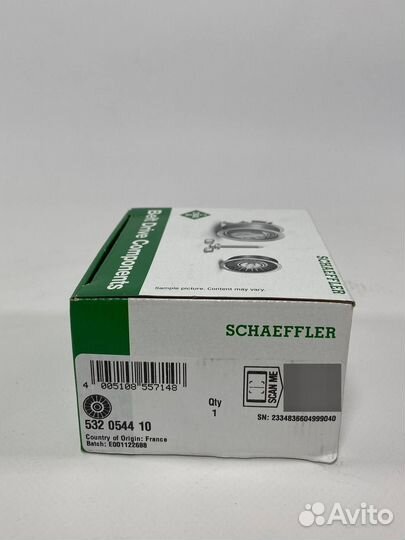 INA
Belt Drive Components
Sample picture. Content may vary.
SCHAEFFLER
SCHAEFFLER
4 005108 557148
Qty
1
SCAN ME
SN: 2334836604999040
532 0544 10
Country of Origin: France
Batch: E001122688
Avito